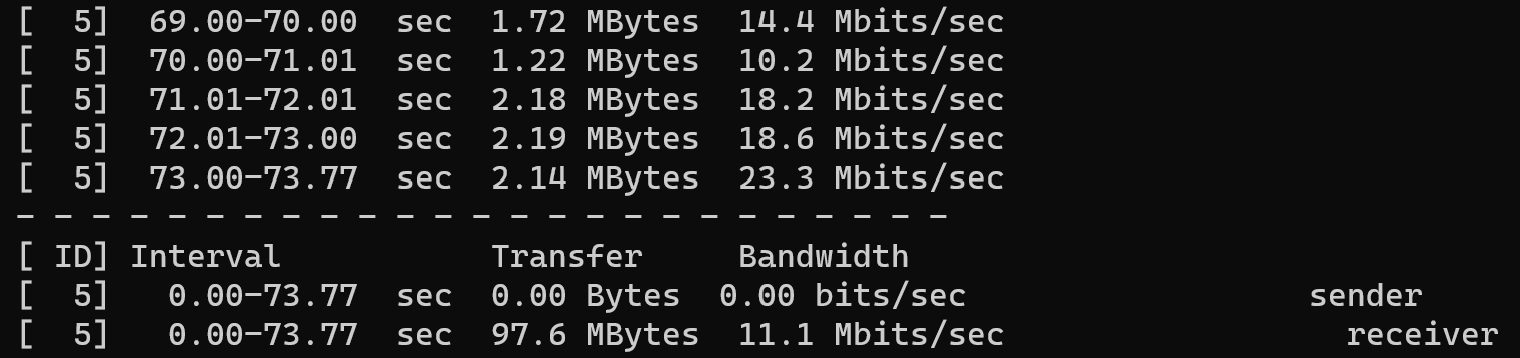 [  5]  69.00-70.00  sec  1.72 MBytes  14.4 Mbits/sec
[  5]  70.00-71.01  sec  1.22 MBytes  10.2 Mbits/sec
[  5]  71.01-72.01  sec  2.18 MBytes  18.2 Mbits/sec
[  5]  72.01-73.00  sec  2.19 MBytes  18.6 Mbits/sec
[  5]  73.00-73.77  sec  2.14 MBytes  23.3 Mbits/sec
- - - - - - - - - - - - - - - - - - - - - - - - -
[ ID] Interval           Transfer     Bandwidth
[  5]   0.00-73.77  sec  0.00 Bytes  0.00 bits/sec                  sender
[  5]   0.00-73.77  sec  97.6 MBytes  11.1 Mbits/sec                  receiver